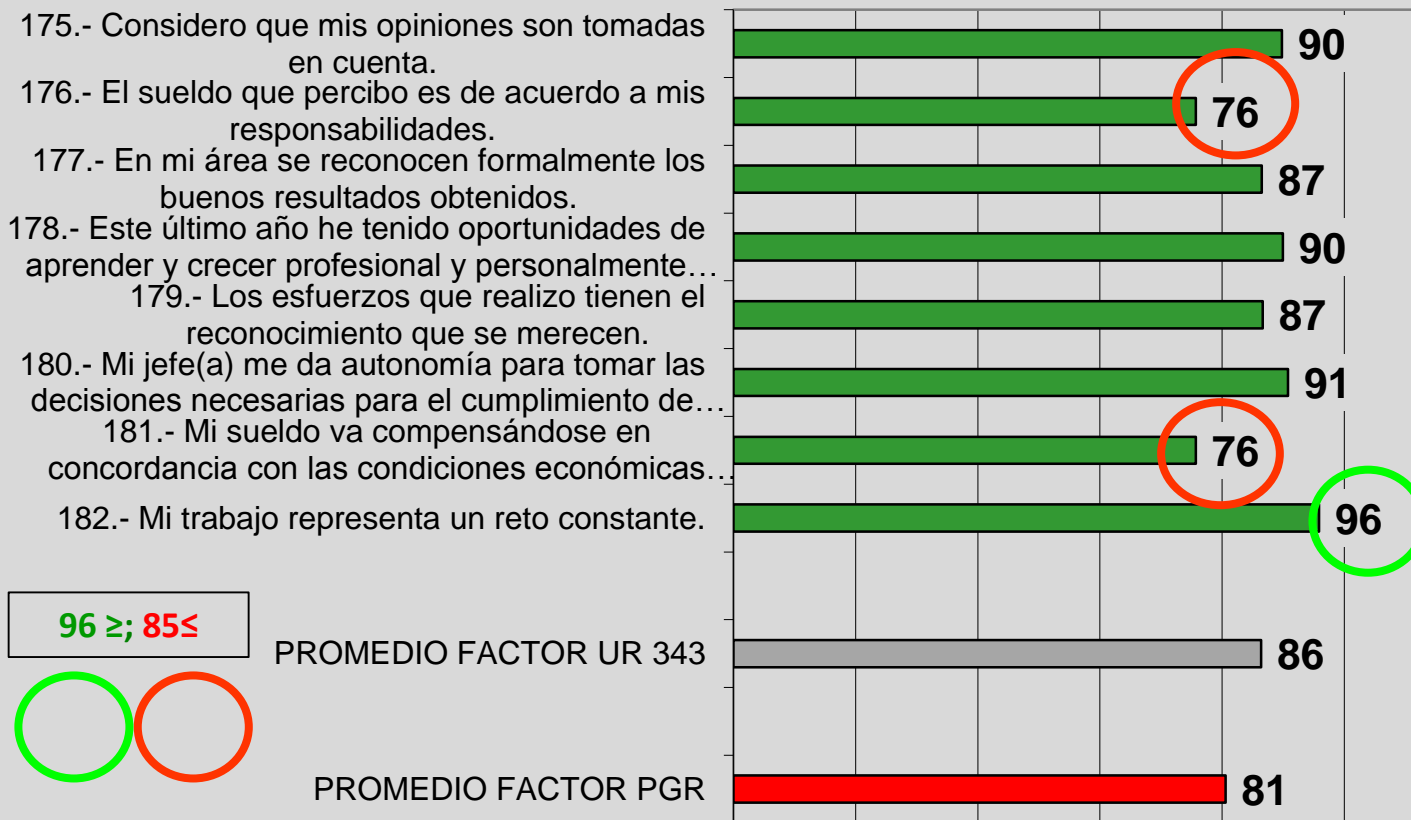 175.- Considero que mis opiniones son tomadas
en cuenta.
90
176.- El sueldo que percibo es de acuerdo a mis
responsabilidades.
76
177.- En mi área se reconocen formalmente los
buenos resultados obtenidos.
87
178.- Este último año he tenido oportunidades de
aprender y crecer profesional y personalmente…
90
179.- Los esfuerzos que realizo tienen el
reconocimiento que se merecen.
87
180.- Mi jefe(a) me da autonomía para tomar las
decisiones necesarias para el cumplimiento de…
91
181.- Mi sueldo va compensándose en
concordancia con las condiciones económicas…
76
182.- Mi trabajo representa un reto constante.
96
96 ≥; 85≤
PROMEDIO FACTOR UR 343
86
PROMEDIO FACTOR PGR
81